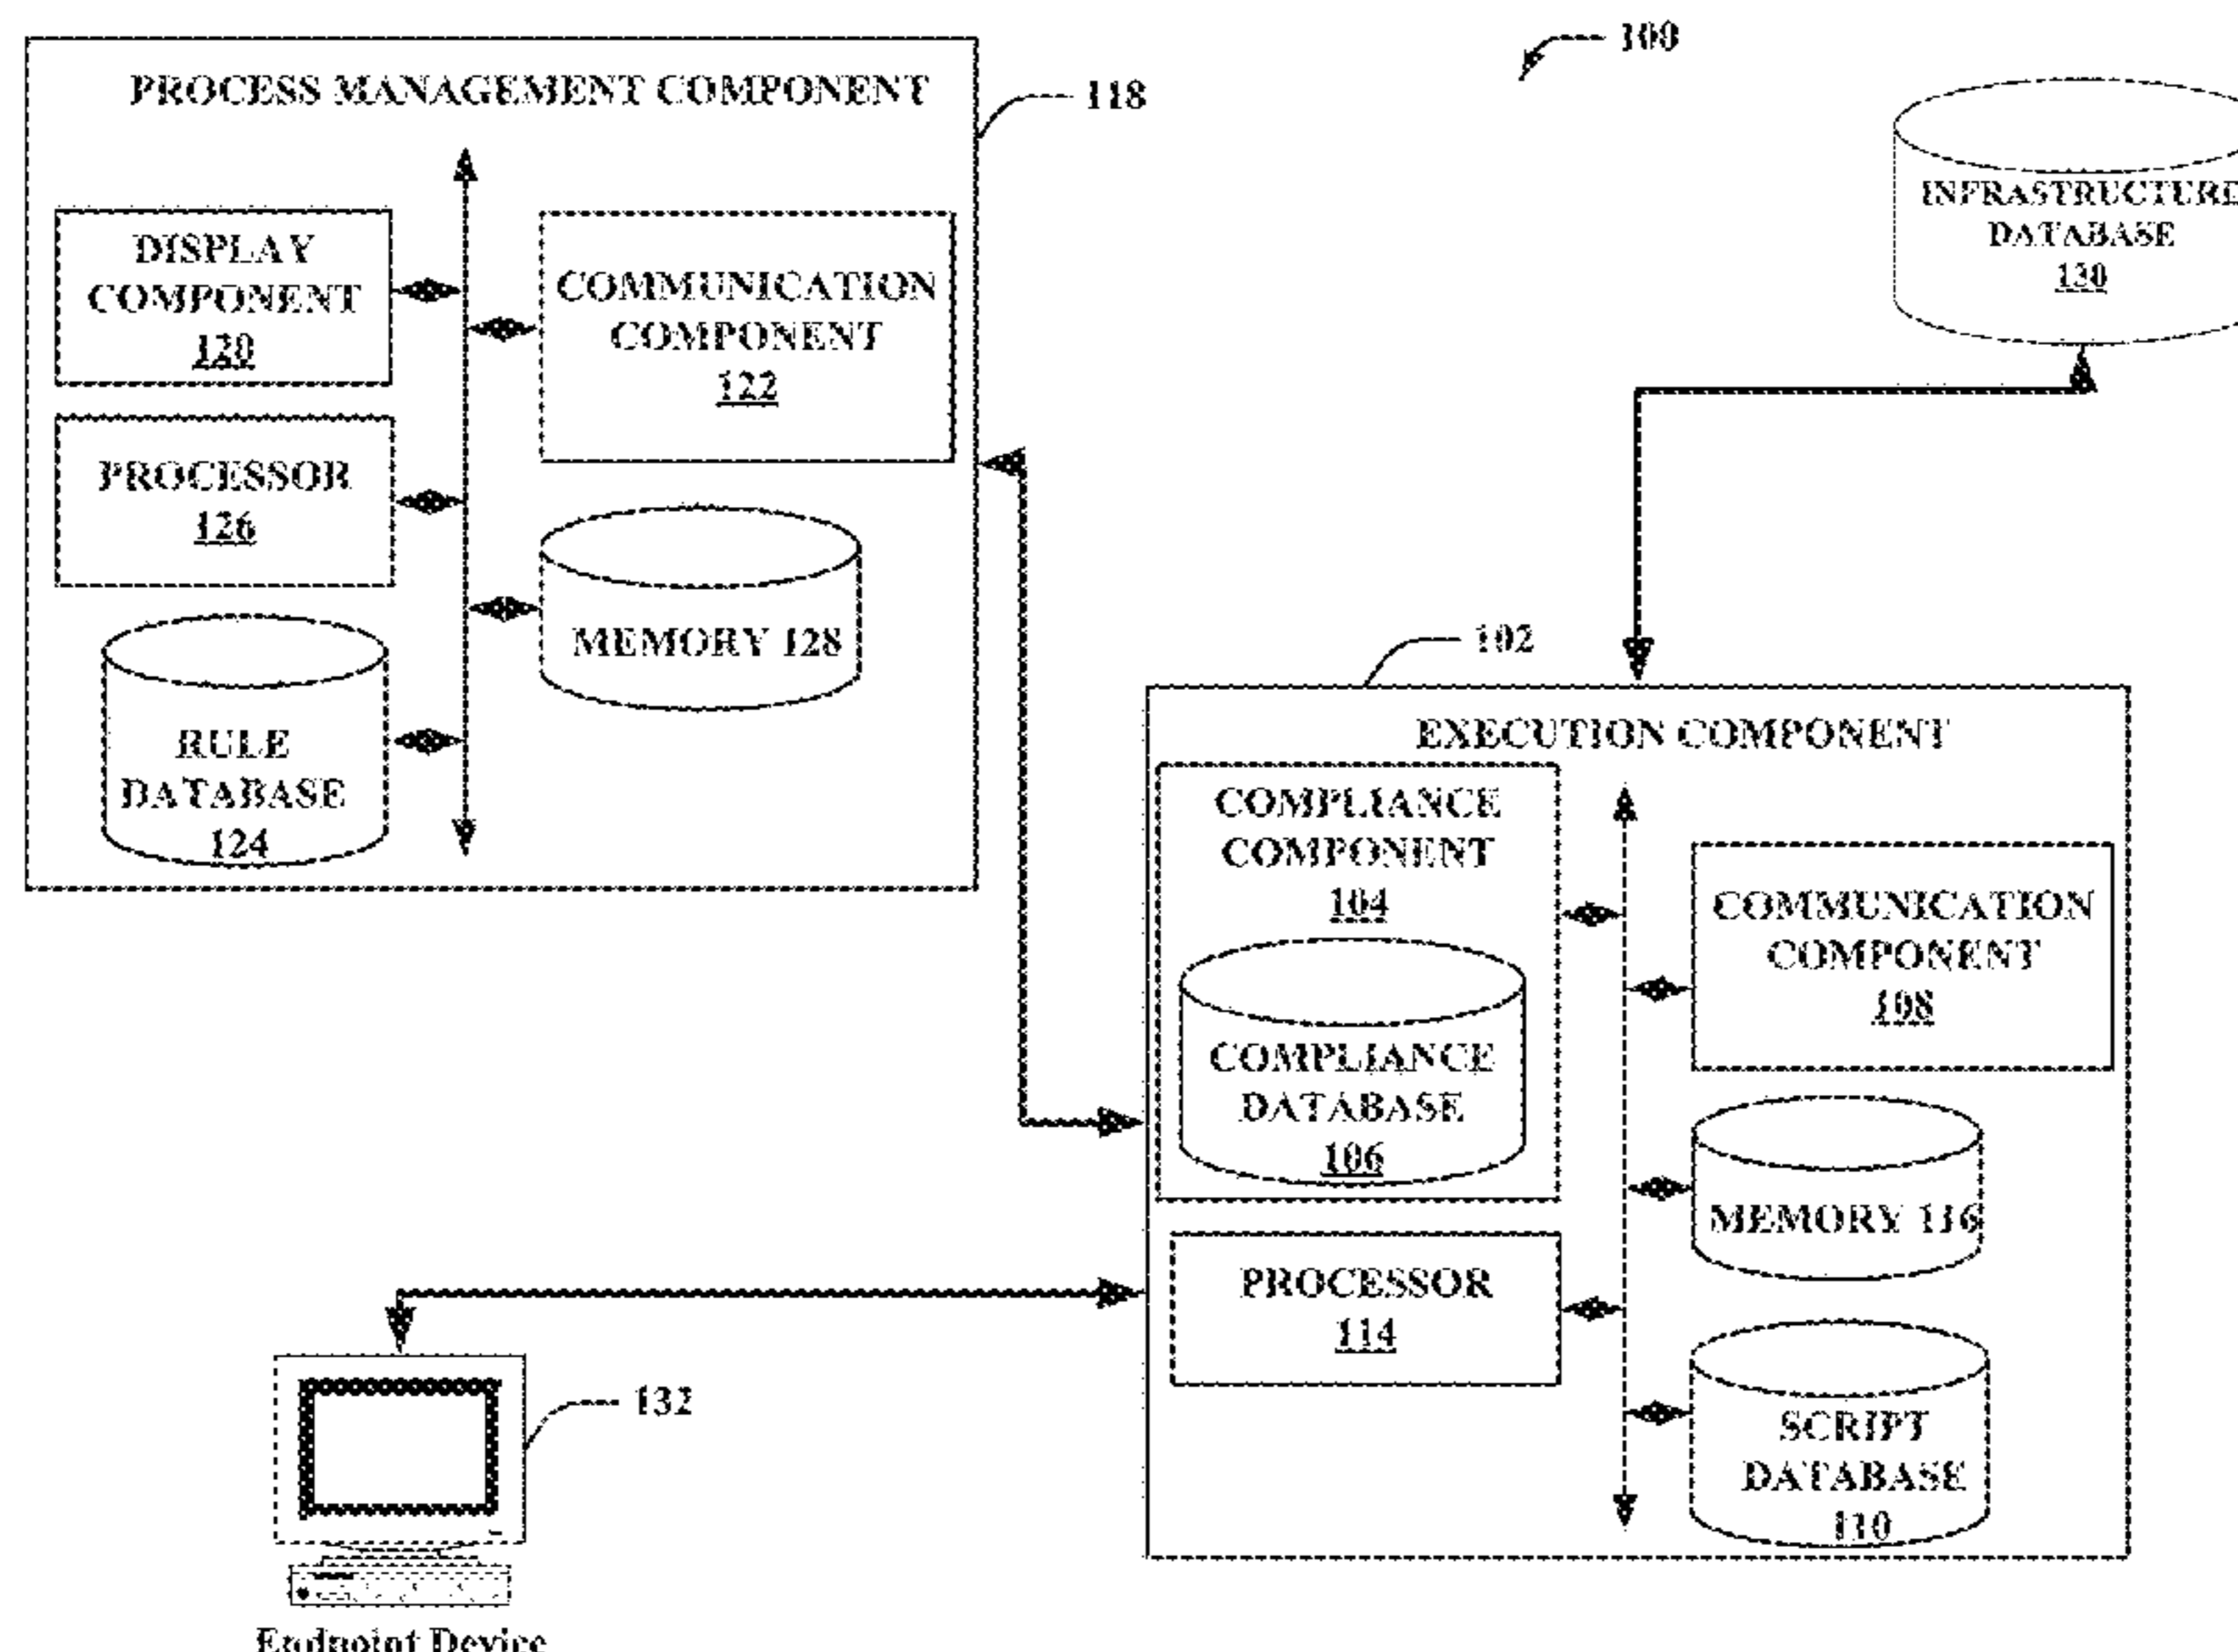 100
PROCESS MANAGEMENT COMPONENT
118
DISPLAY
COMPONENT
120
COMMUNICATION
COMPONENT
122
PROCESSOR
126
MEMORY 128
RULE
DATABASE
124
INFRASTRUCTURE
DATABASE
130
102
EXECUTION COMPONENT
COMPLIANCE
COMPONENT
104
COMPLIANCE
DATABASE
106
COMMUNICATION
COMPONENT
108
MEMORY 116
PROCESSOR
114
SCRIPT
DATABASE
110
132
Endpoint Device